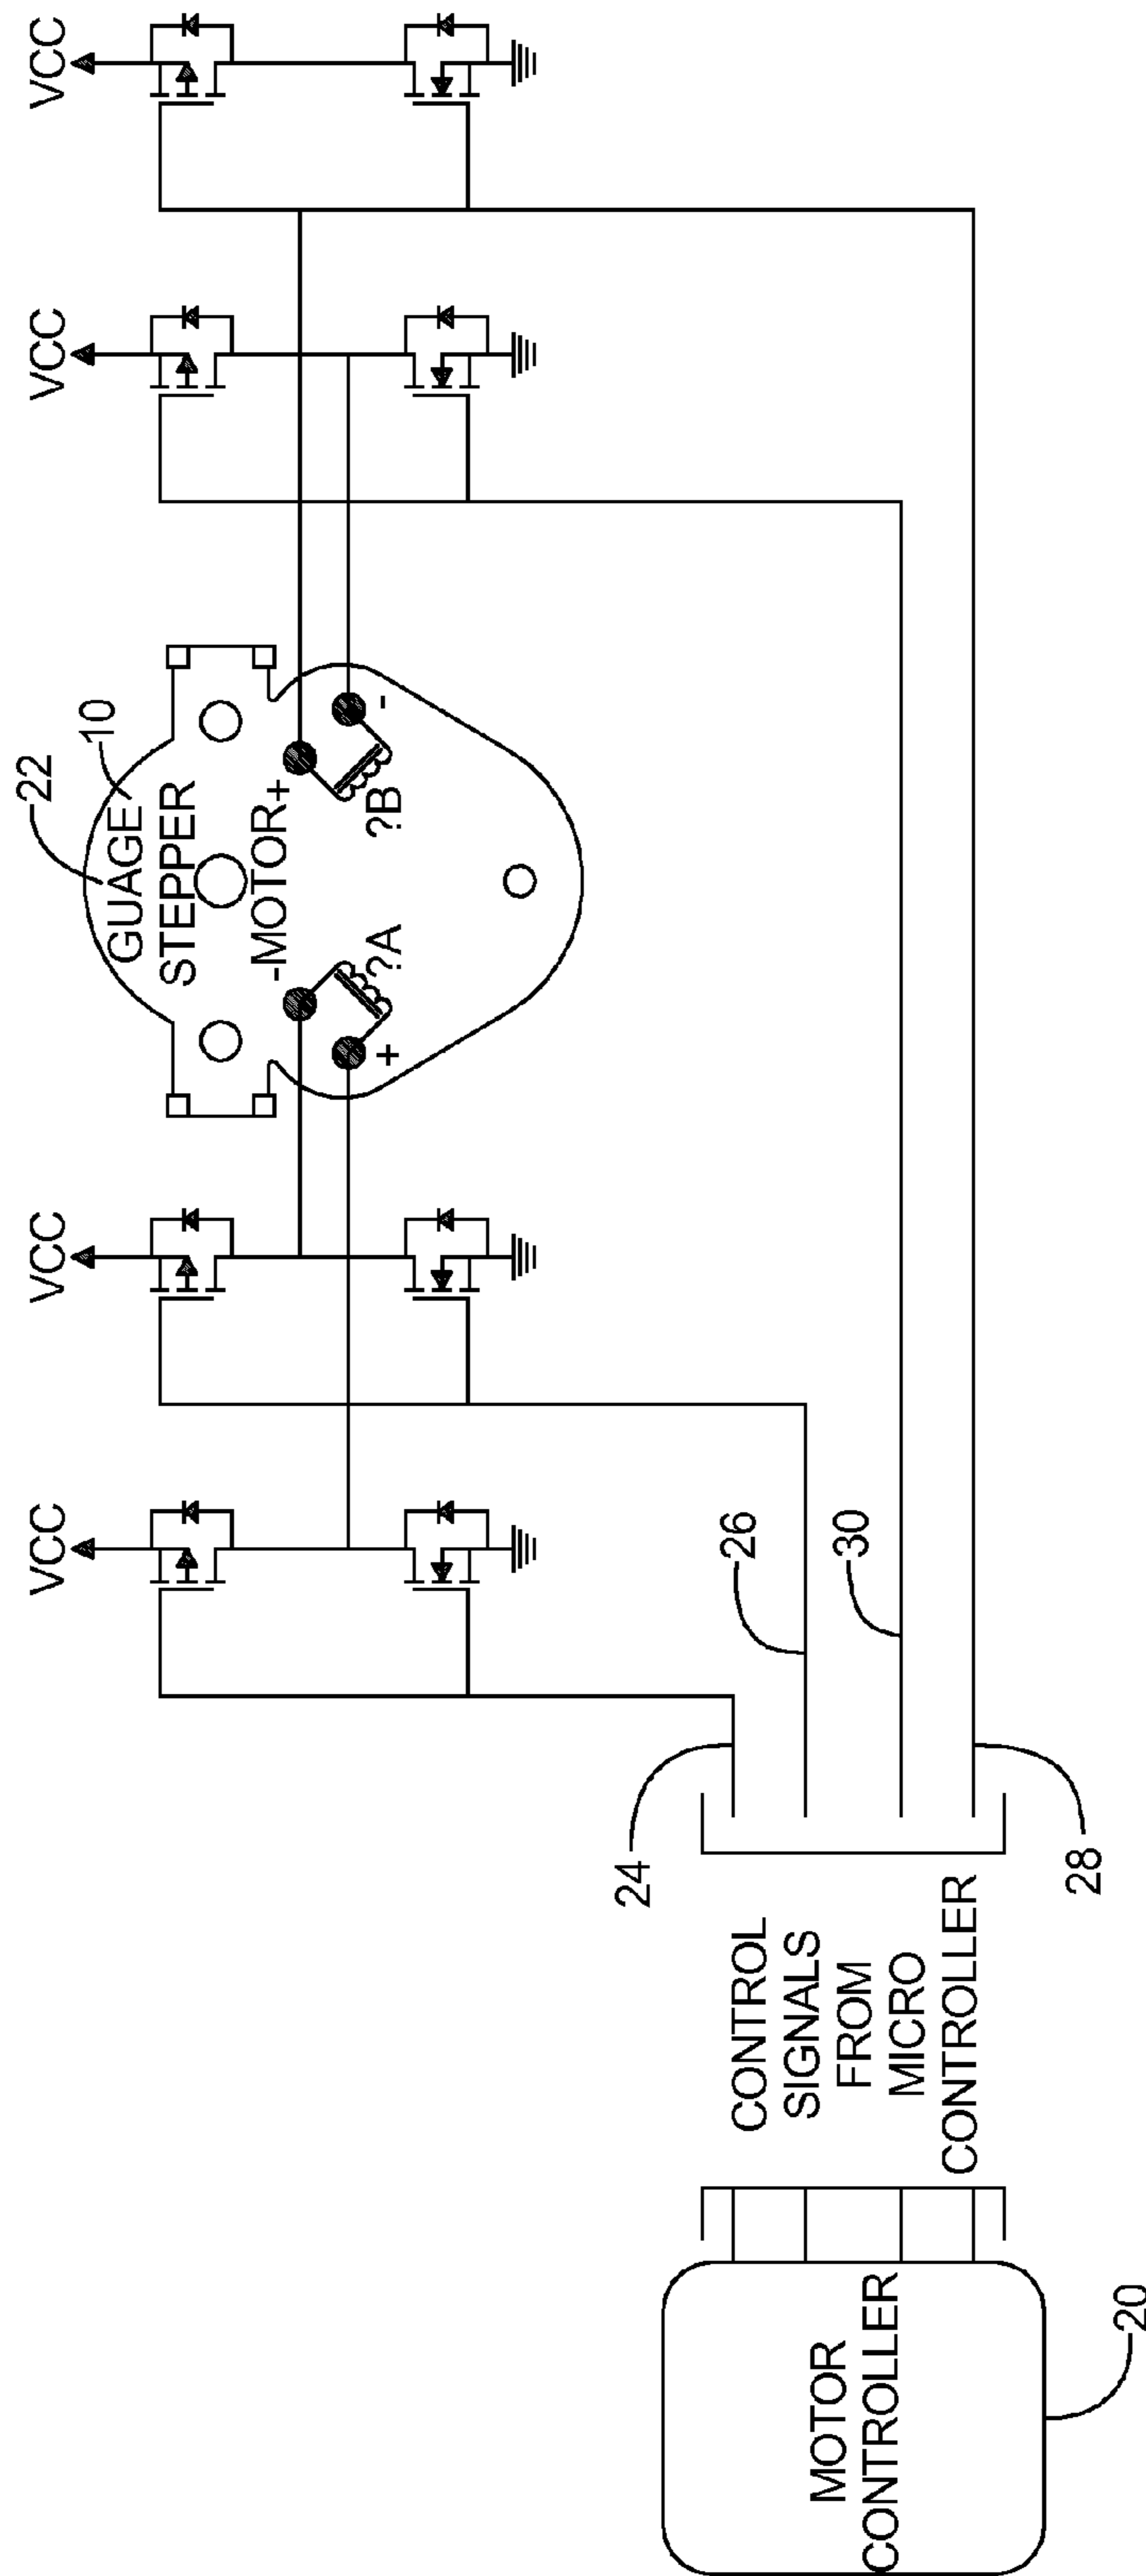 VCC
VCC
VCC
VCC
22
10
GUAGE
STEPPER
-MOTOR+
?A
?B
+
-
24
26
30
28
CONTROL
SIGNALS
FROM
MICRO
CONTROLLER
MOTOR
CONTROLLER
20